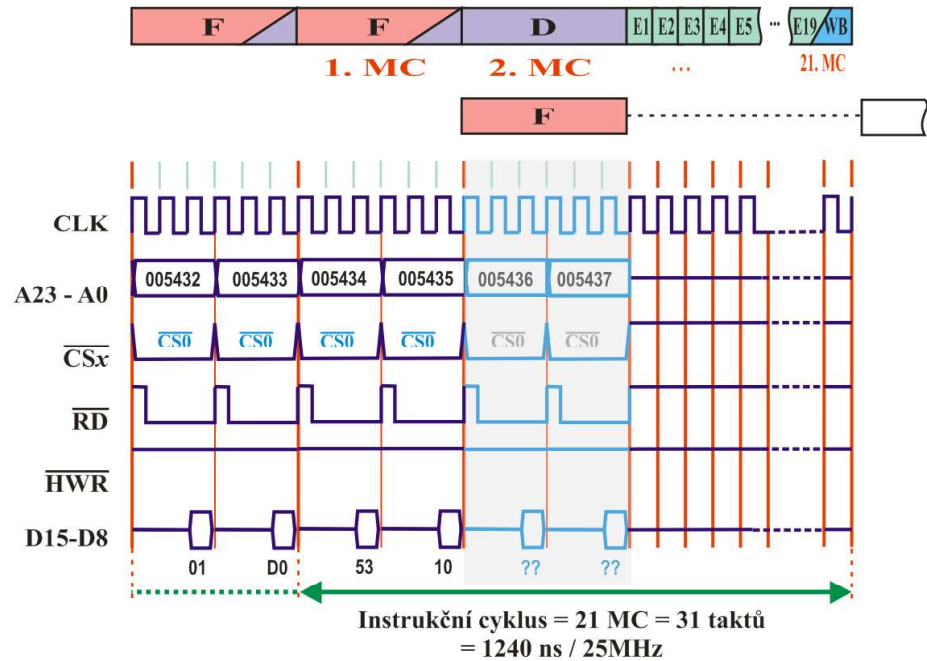 F F D E1 E2 E3 E4 E5 ... E19 WB
1. MC 2. MC ... 21. MC
F
CLK
A23 - A0 005432 005433 005434 005435 005436 005437
CSx CS0 CS0 CS0 CS0 CS0 CS0
RD
HWR
D15-D8
01 D0 53 10 ?? ??
Instrukční cyklus = 21 MC = 31 taktů
= 1240 ns / 25MHz